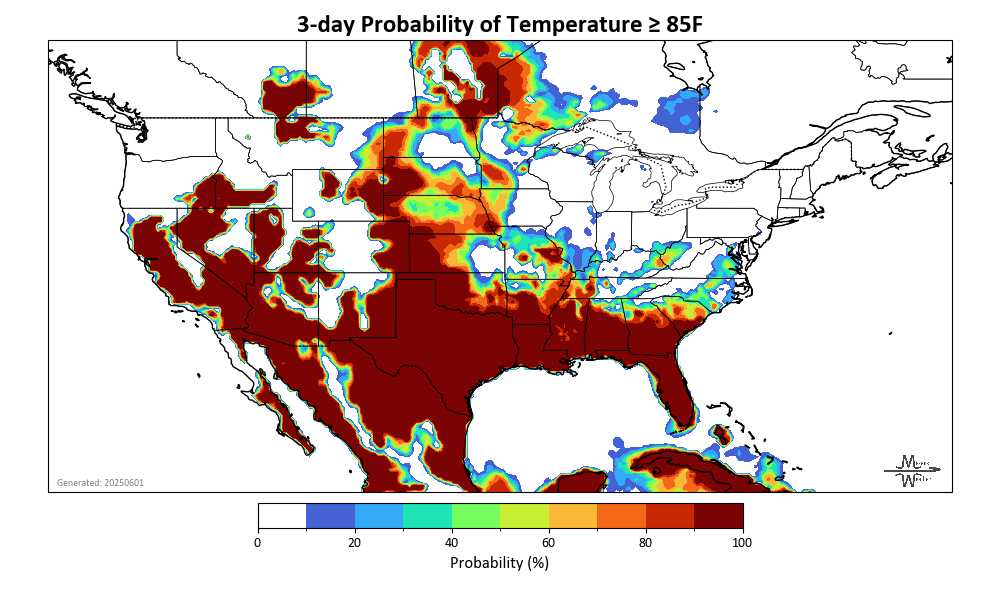 3-day Probability of Temperature ≥ 85F
Generated: 20250601
0 20 40 60 80 100
Probability (%)